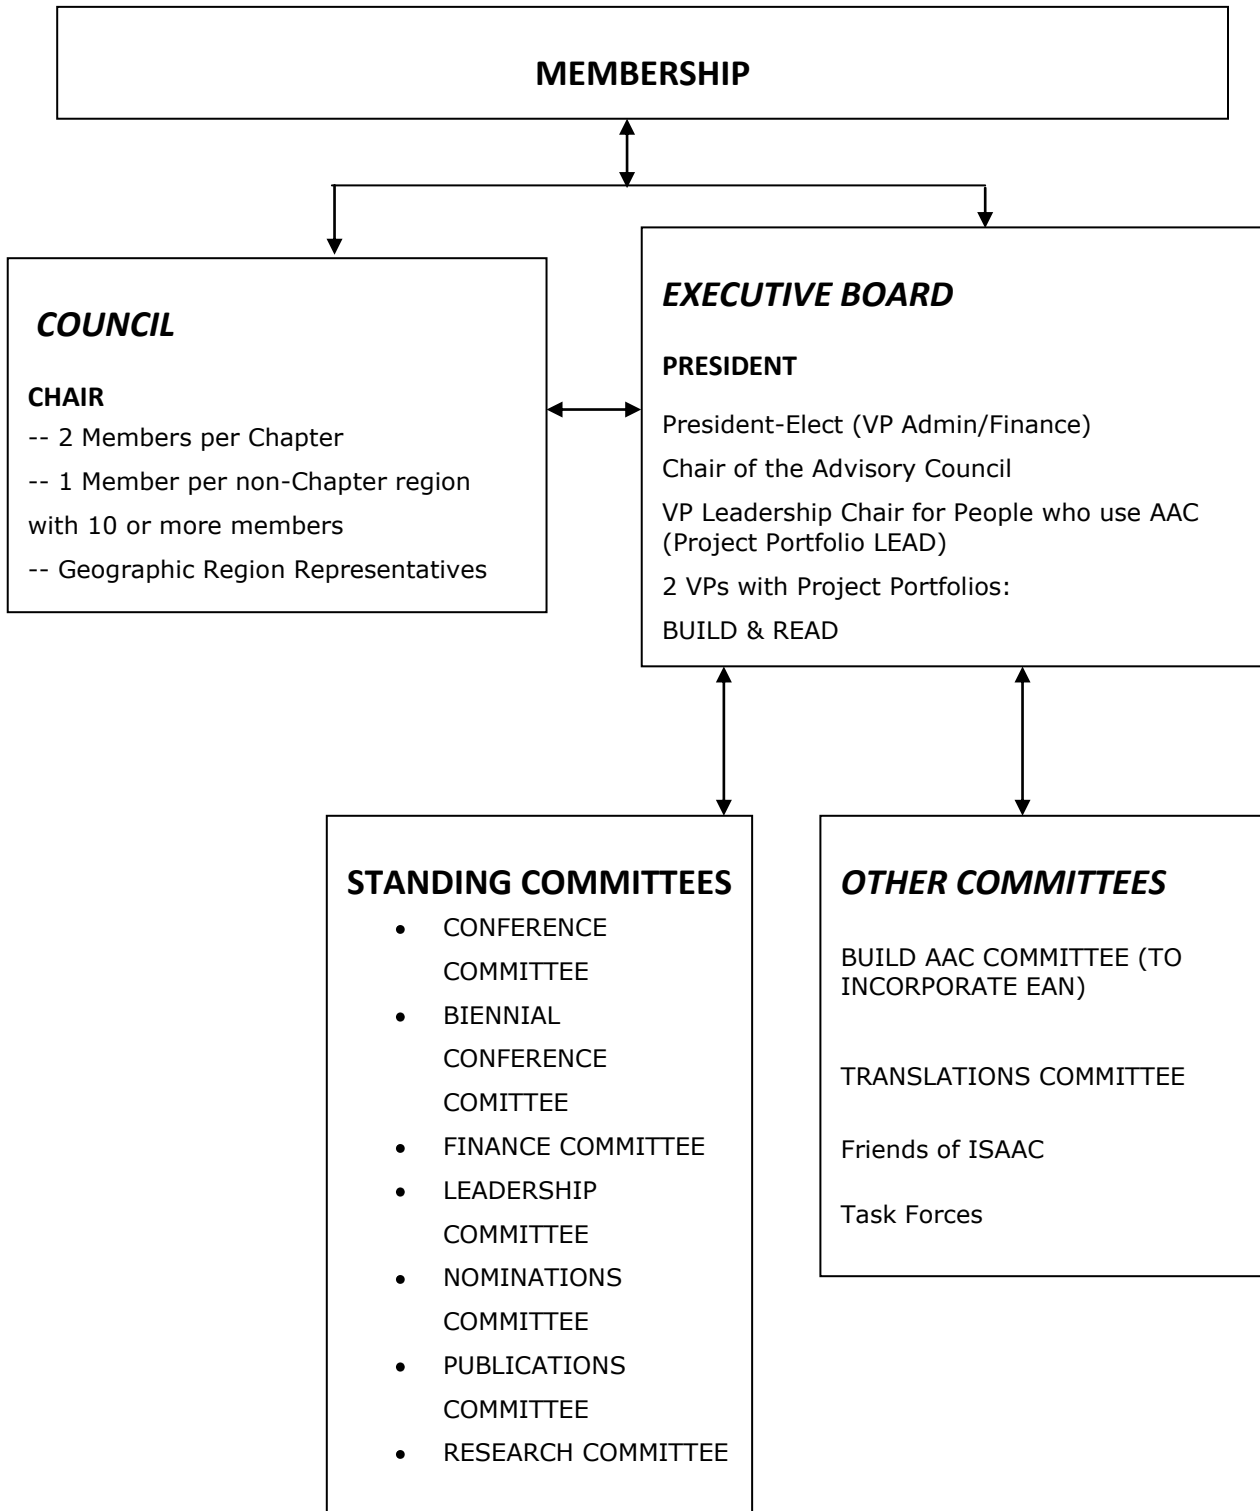 MEMBERSHIP
COUNCIL
CHAIR
-- 2 Members per Chapter
-- 1 Member per non-Chapter region
with 10 or more members
-- Geographic Region Representatives
EXECUTIVE BOARD
PRESIDENT
President-Elect (VP Admin/Finance)
Chair of the Advisory Council
VP Leadership Chair for People who use AAC
(Project Portfolio LEAD)
2 VPs with Project Portfolios:
BUILD & READ
STANDING COMMITTEES
• CONFERENCE
COMMITTEE
• BIENNIAL
CONFERENCE
COMITTEE
• FINANCE COMMITTEE
• LEADERSHIP
COMMITTEE
• NOMINATIONS
COMMITTEE
• PUBLICATIONS
COMMITTEE
• RESEARCH COMMITTEE
OTHER COMMITTEES
BUILD AAC COMMITTEE (TO
INCORPORATE EAN)
TRANSLATIONS COMMITTEE
Friends of ISAAC
Task Forces